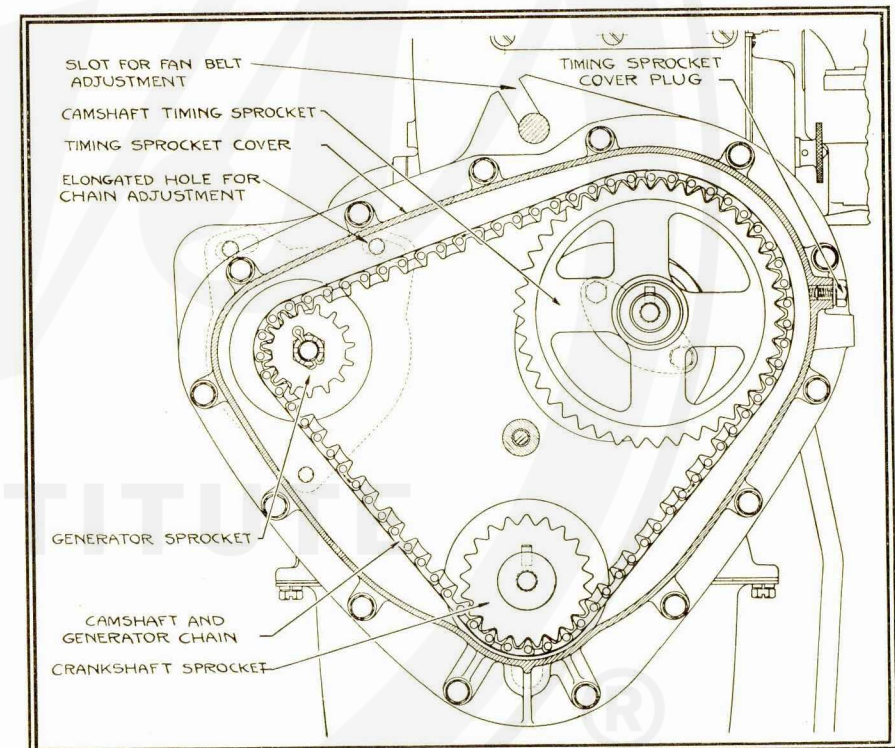 SLOT FOR FAN BELT
ADJUSTMENT
CAMSHAFT TIMING SPROCKET
TIMING SPROCKET COVER
ELONGATED HOLE FOR
CHAIN ADJUSTMENT
TIMING SPROCKET
COVER PLUG
GENERATOR SPROCKET
CAMSHAFT AND
GENERATOR CHAIN
CRANKSHAFT SPROCKET
TITUTE
®